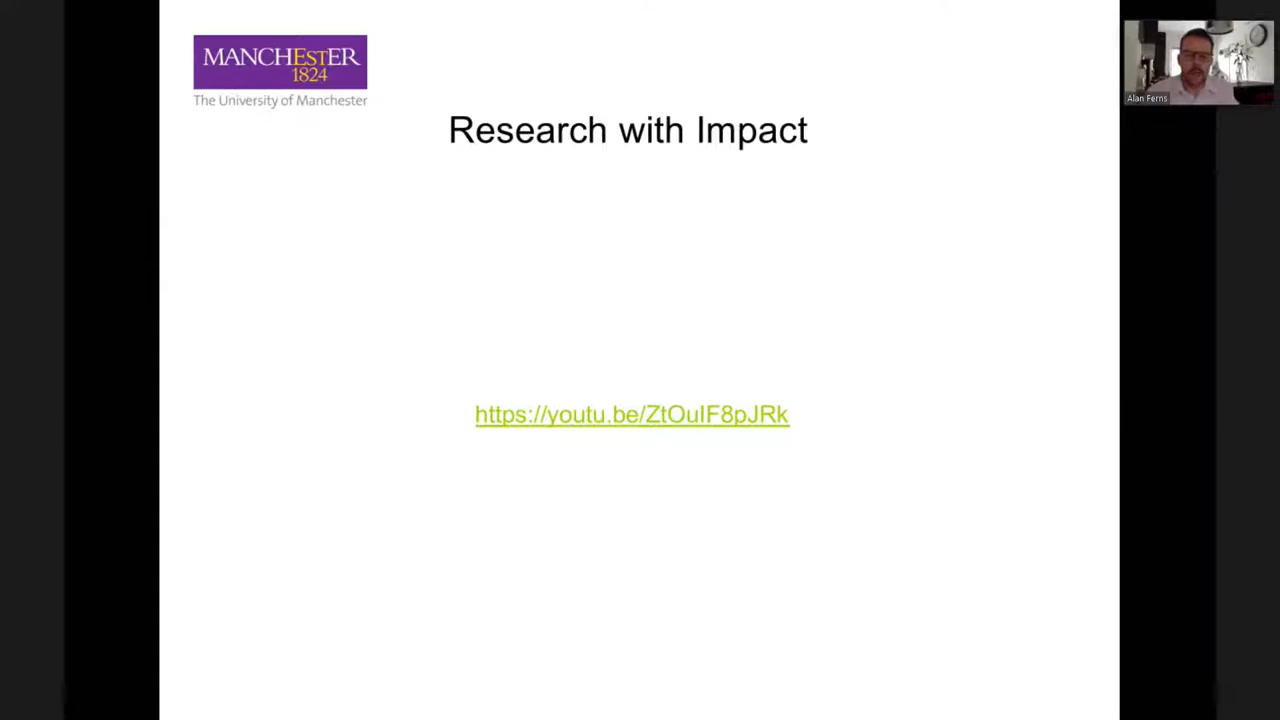 MANCHESTER
1824
The University of Manchester
Alan Ferns
Research with Impact
https://youtu.be/ZtOuIF8pJRk